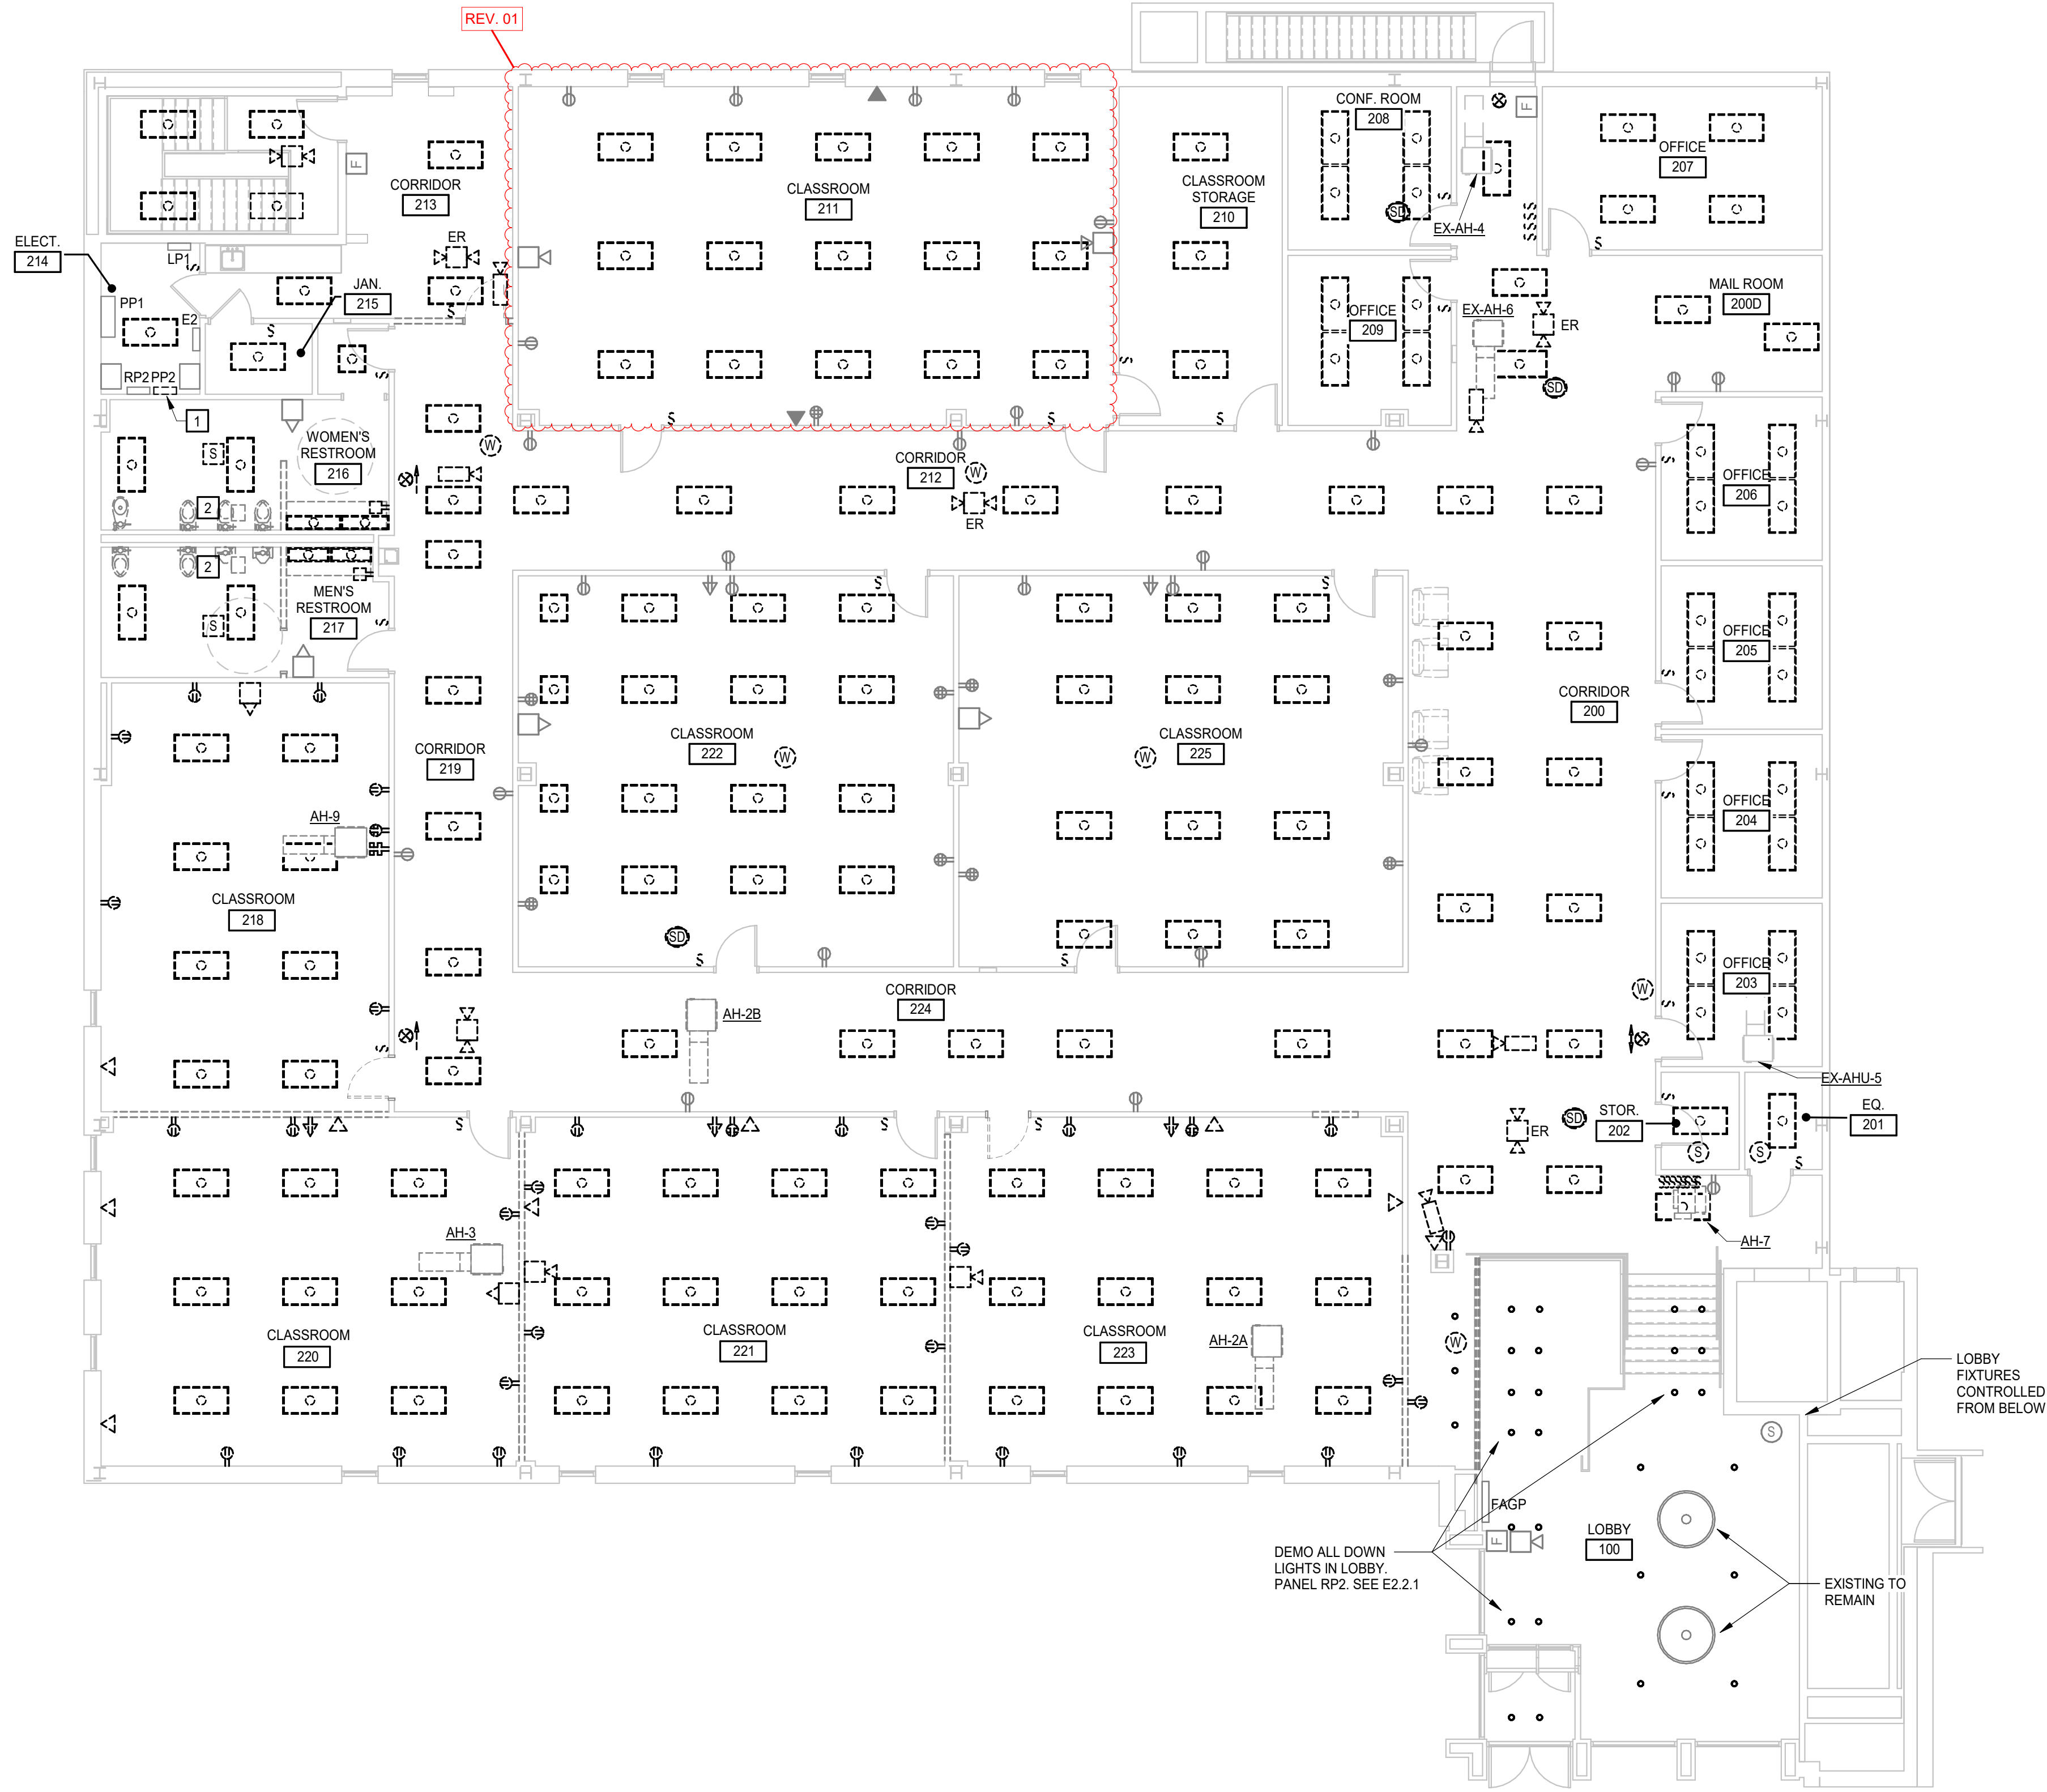 REV. 01
CONF. ROOM
208
F
OFFICE
207
F
CORRIDOR
213
CLASSROOM
211
CLASSROOM
STORAGE
210
SD
EX-AH-4
ELECT.
214
LP1
ER
JAN.
215
PP1
E2
MAIL ROOM
200D
EX-AH-6
ER
OFFICE
209
RP2 PP2
SD
1
WOMEN'S
RESTROOM
216
S
W
CORRIDOR
212
W
ER
OFFICE
206
2
2
MEN'S
RESTROOM
217
S
OFFICE
205
CORRIDOR
200
CORRIDOR
219
CLASSROOM
222
W
CLASSROOM
225
W
OFFICE
204
AH-9
CLASSROOM
218
SD
OFFICE
203
W
CORRIDOR
224
AH-2B
EX-AHU-5
SD
ER
STOR.
202
EQ.
201
S
S
AH-3
AH-7
CLASSROOM
220
CLASSROOM
221
CLASSROOM
223
AH-2A
W
LOBBY
FIXTURES
CONTROLLED
FROM BELOW
S
FAGP
F
LOBBY
100
DEMO ALL DOWN
LIGHTS IN LOBBY.
PANEL RP2. SEE E2.2.1
EXISTING TO
REMAIN